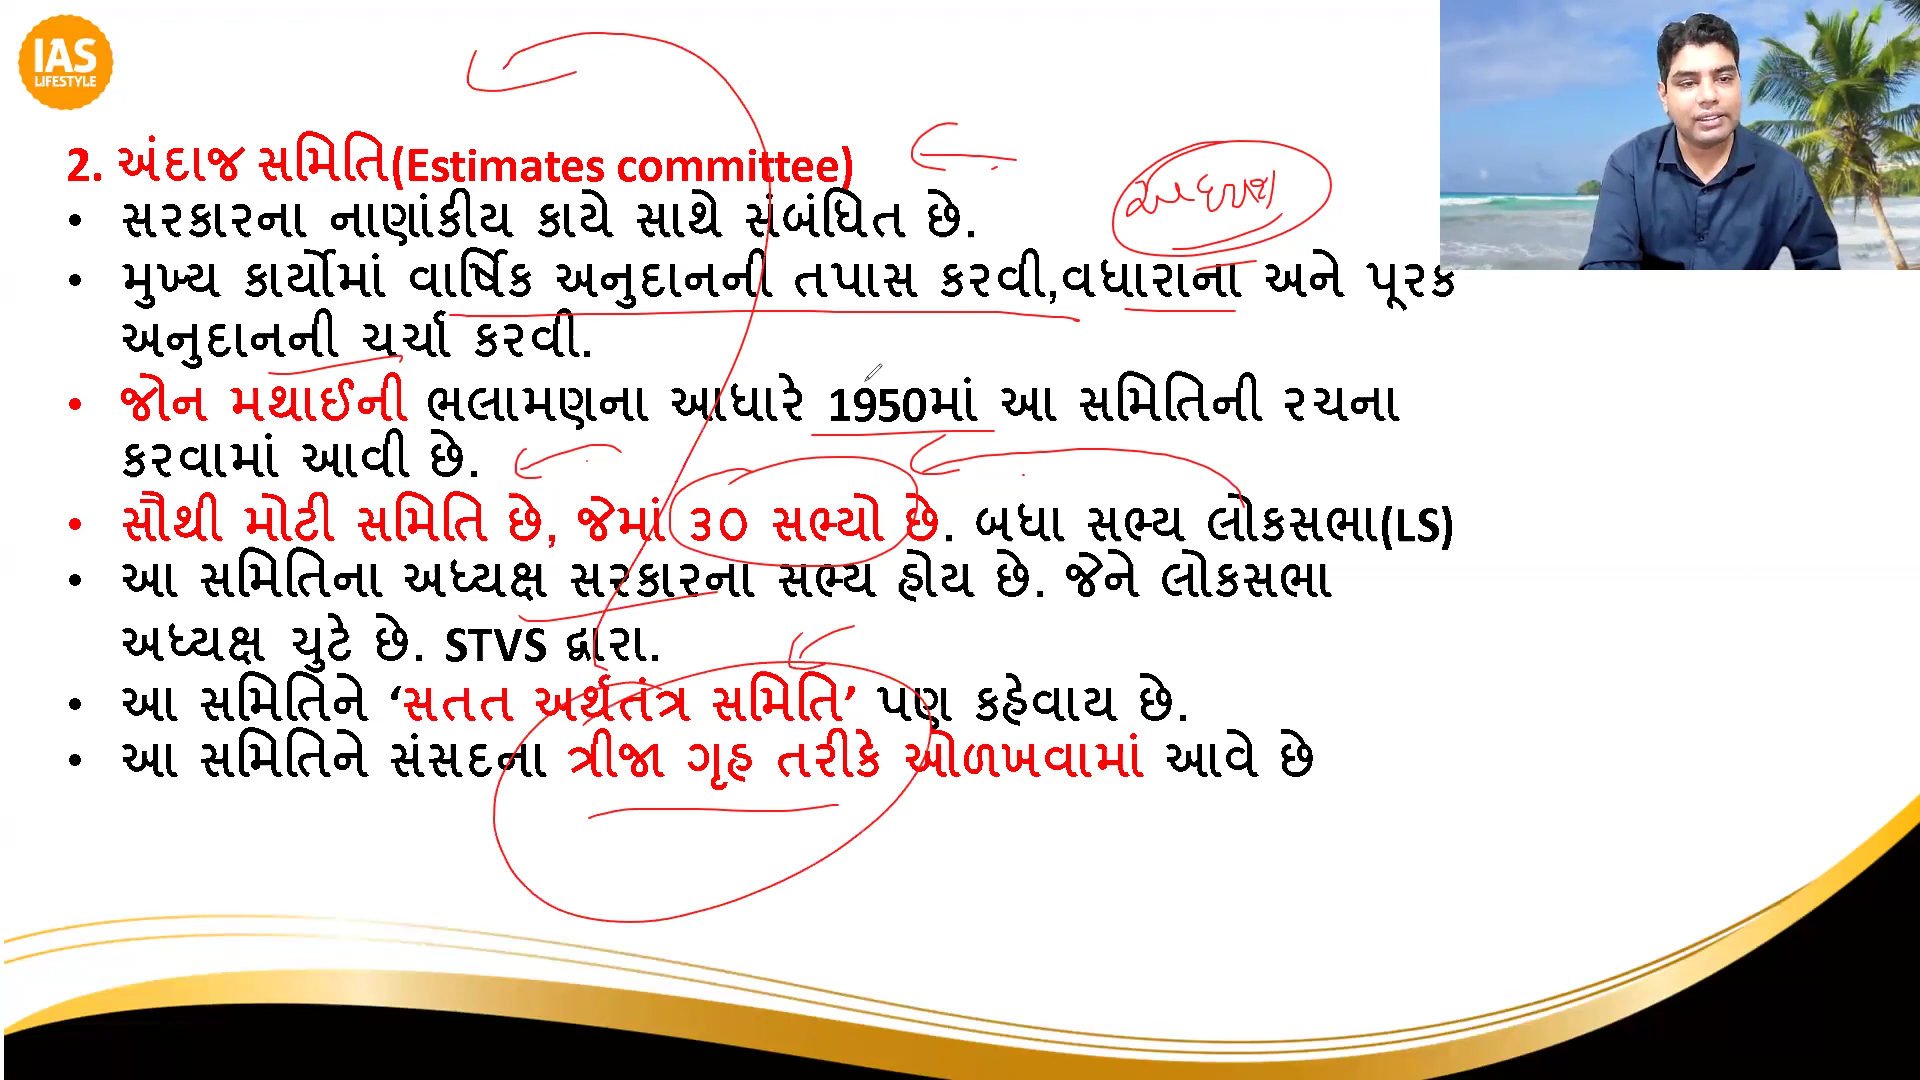 IAS
LIFESTYLE
2. અંદાજ સમિતિ(Estimates committee)
• સરકારના નાણાંકીય કાયે સાથે સંબંધિત છે.
• મુખ્ય કાર્યોમાં વાર્ષિક અનુદાનની તપાસ કરવી,વધારાના અને પૂરક
અનુદાનની ચર્ચા કરવી.
• જોન મથાઈની ભલામણના આધારે 1950માં આ સમિતિની રચના
કરવામાં આવી છે.
• સૌથી મોટી સમિતિ છે, જેમાં ૩૦ સભ્યો છે. બધા સભ્ય લોકસભા(LS)
• આ સમિતિના અધ્યક્ષ સરકારના સભ્ય હોય છે. જેને લોકસભા
અધ્યક્ષ ચુટે છે. STVS દ્વારા.
• આ સમિતિને ‘સતત અર્થતંત્ર સમિતિ’ પણ કહેવાય છે.
• આ સમિતિને સંસદના ત્રીજા ગૃહ તરીકે ઓળખવામાં આવે છે